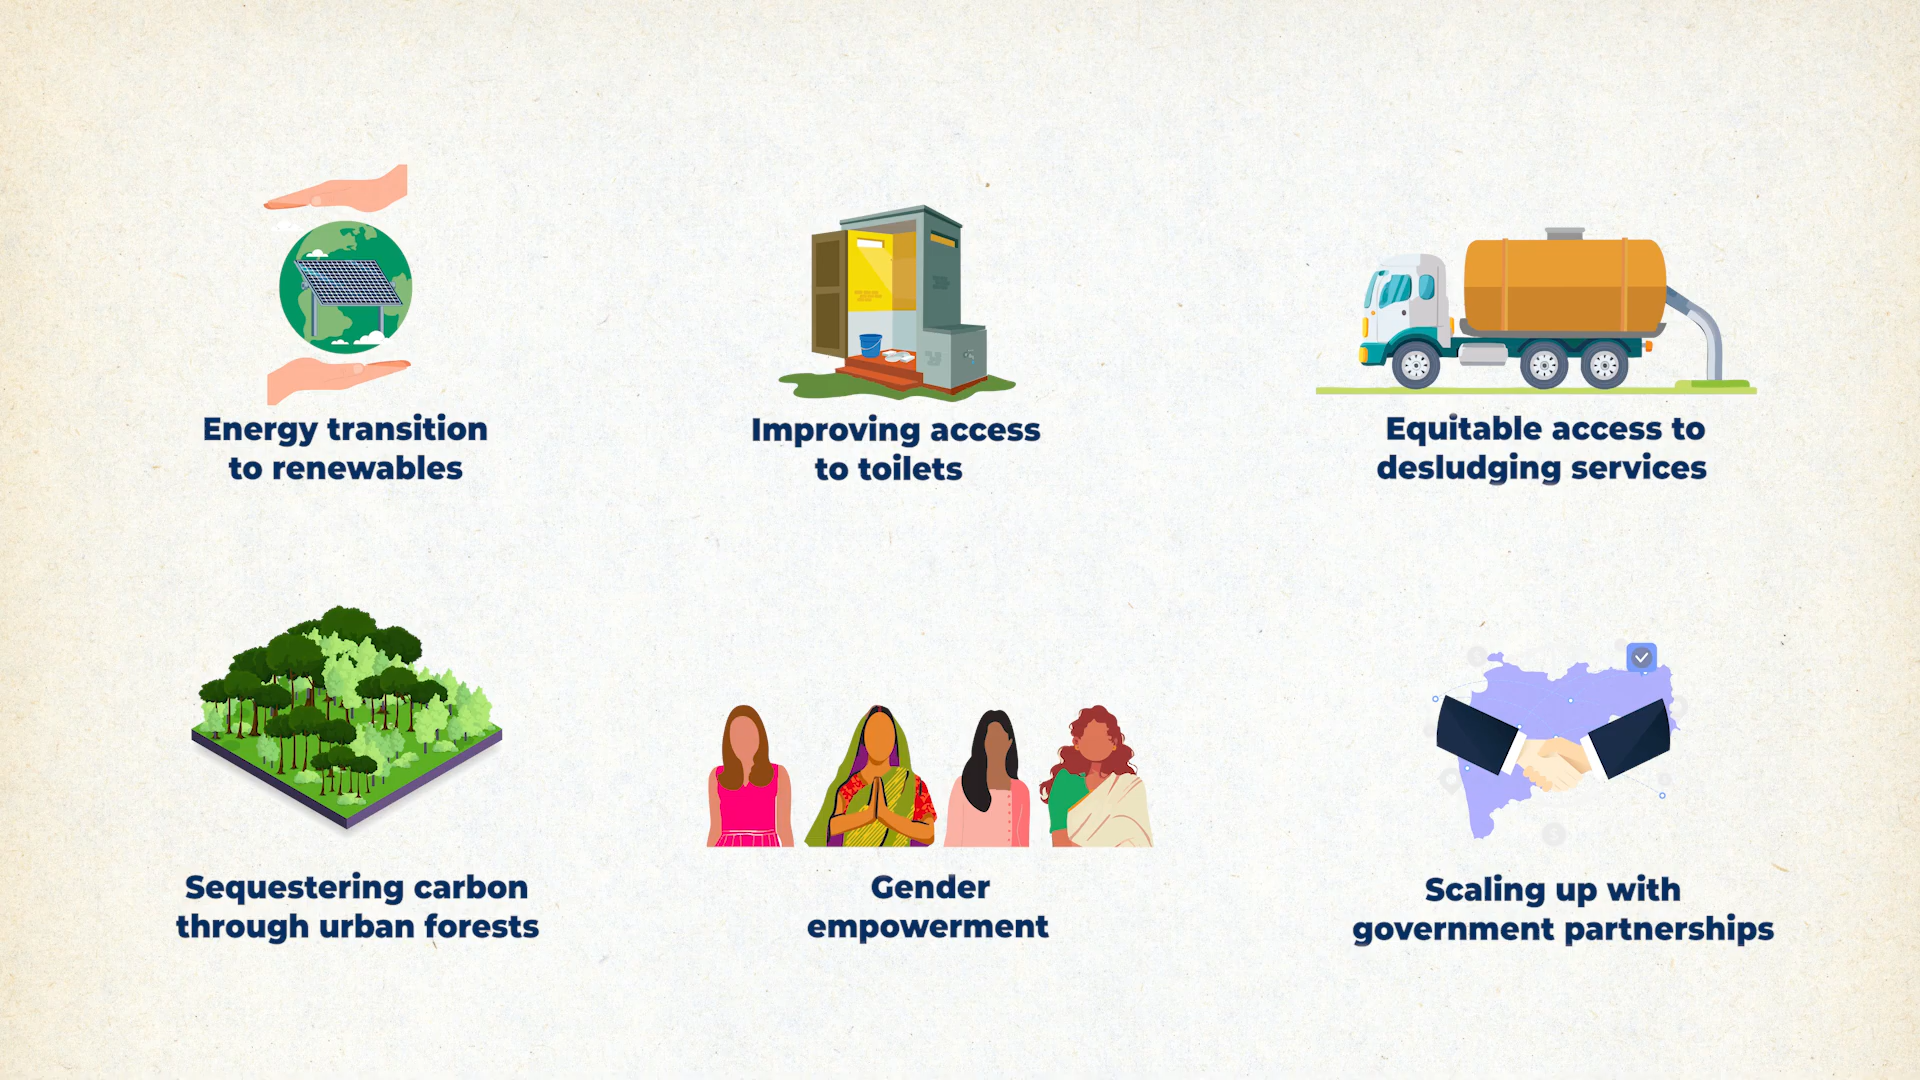 Energy transition
to renewables
Improving access
to toilets
Equitable access to
desludging services
Sequestering carbon
through urban forests
Gender
empowerment
Scaling up with
government partnerships